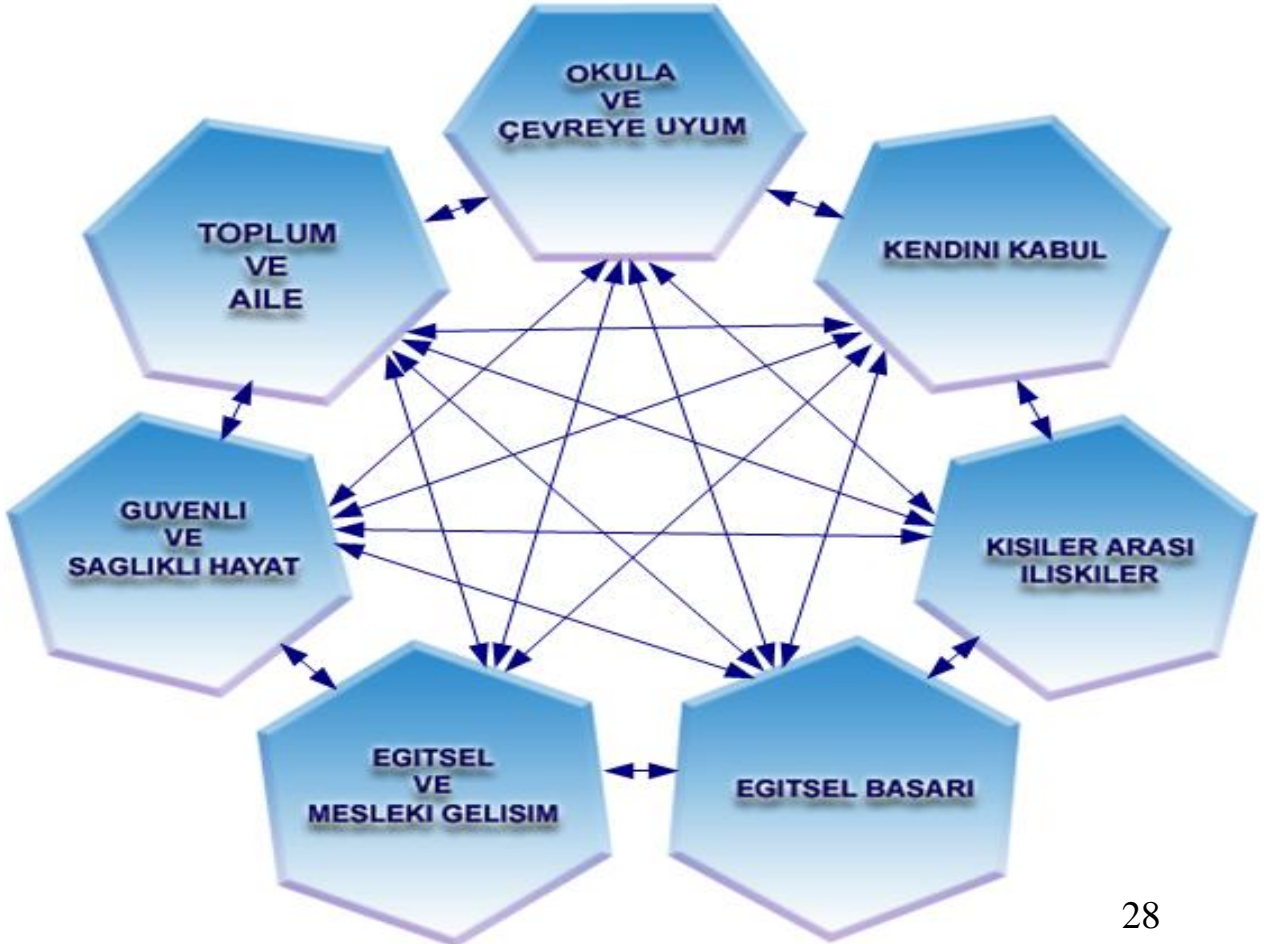 OKULA
VE
ÇEVREYE UYUM
TOPLUM
VE
AILE
KENDINI KABUL
GUVENLI
VE
SAGLIKLI HAYAT
KISILER ARASI
ILISKILER
EGITSEL
VE
MESLEKI GELISIM
EGITSEL BASARI
28